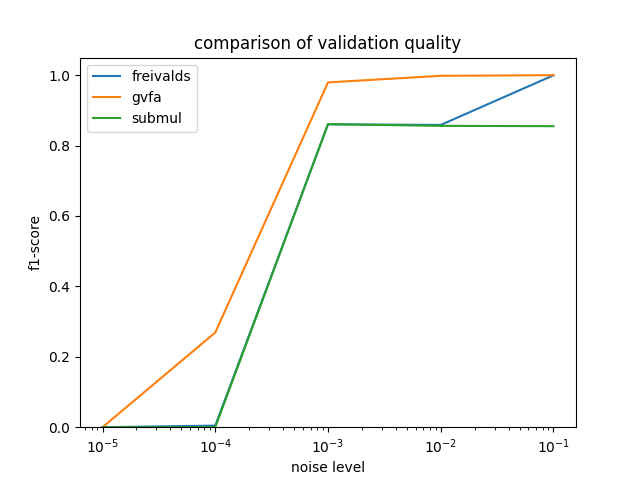 comparison of validation quality
freivalds
gvfa
submul
f1-score
1.0
0.8
0.6
0.4
0.2
0.0
10⁻⁵ 10⁻⁴ 10⁻³ 10⁻² 10⁻¹
noise level